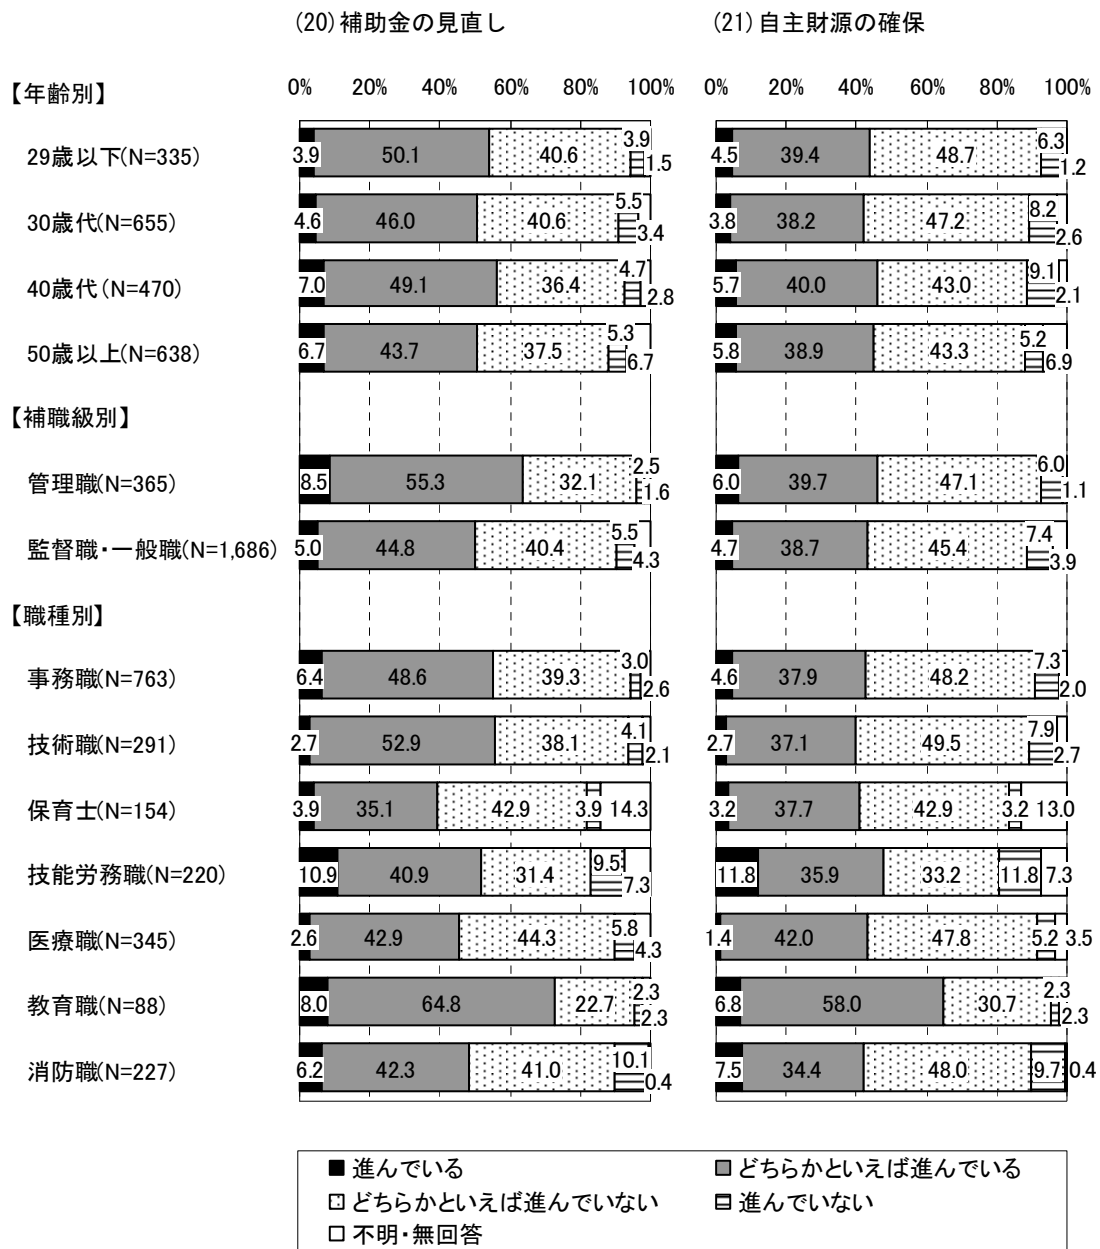 (20)補助金の見直し (21)自主財源の確保
【年齢別】 0% 20% 40% 60% 80% 100% 0% 20% 40% 60% 80% 100%
29歳以下(N=335) 3.9 50.1 40.6 3.9 1.5 4.5 39.4 48.7 6.3 1.2
30歳代(N=655) 4.6 46.0 40.6 5.5 3.4 3.8 38.2 47.2 8.2 2.6
40歳代(N=470) 7.0 49.1 36.4 4.7 2.8 5.7 40.0 43.0 9.1 2.1
50歳以上(N=638) 6.7 43.7 37.5 5.3 6.7 5.8 38.9 43.3 5.2 6.9
【補職級別】
管理職(N=365) 8.5 55.3 32.1 2.5 1.6 6.0 39.7 47.1 6.0 1.1
監督職・一般職(N=1,686) 5.0 44.8 40.4 5.5 4.3 4.7 38.7 45.4 7.4 3.9
【職種別】
事務職(N=763) 6.4 48.6 39.3 3.0 2.6 4.6 37.9 48.2 7.3 2.0
技術職(N=291) 2.7 52.9 38.1 4.1 2.1 2.7 37.1 49.5 7.9 2.7
保育士(N=154) 3.9 35.1 42.9 3.9 14.3 3.2 37.7 42.9 3.2 13.0
技能労務職(N=220) 10.9 40.9 31.4 9.5 7.3 11.8 35.9 33.2 11.8 7.3
医療職(N=345) 2.6 42.9 44.3 5.8 4.3 1.4 42.0 47.8 5.2 3.5
教育職(N=88) 8.0 64.8 22.7 2.3 2.3 6.8 58.0 30.7 2.3 2.3
消防職(N=227) 6.2 42.3 41.0 10.1 0.4 7.5 34.4 48.0 9.7 0.4
進んでいる どちらかといえば進んでいる
どちらかといえば進んでいない 進んでいない
不明・無回答